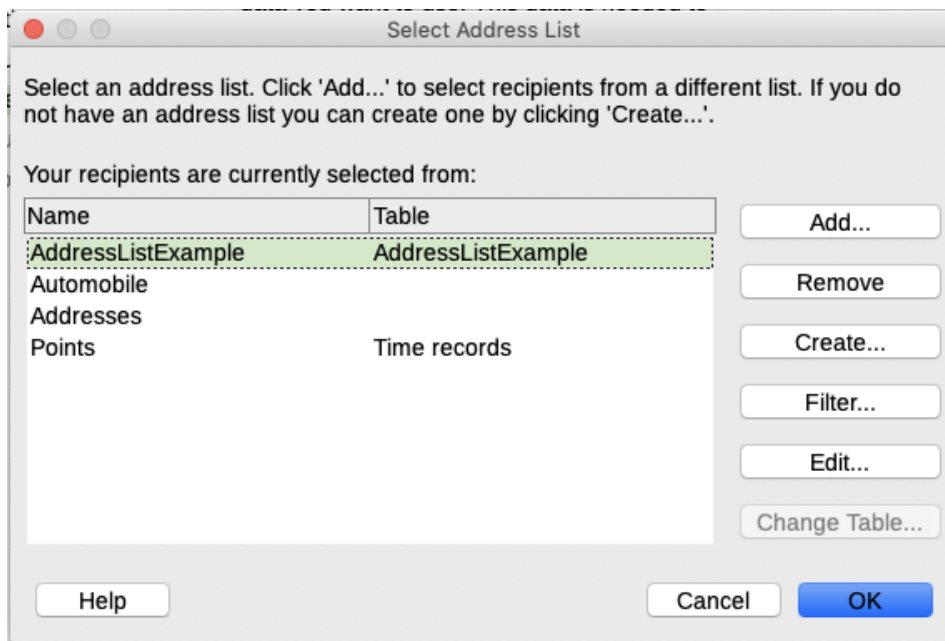 Select Address List
Select an address list. Click 'Add...' to select recipients from a different list. If you do
not have an address list you can create one by clicking 'Create...'.
Your recipients are currently selected from:
Name Table
Add...
AddressListExample AddressListExample
Automobile
Remove
Addresses
Points Time records
Create...
Filter...
Edit...
Change Table...
Help Cancel OK